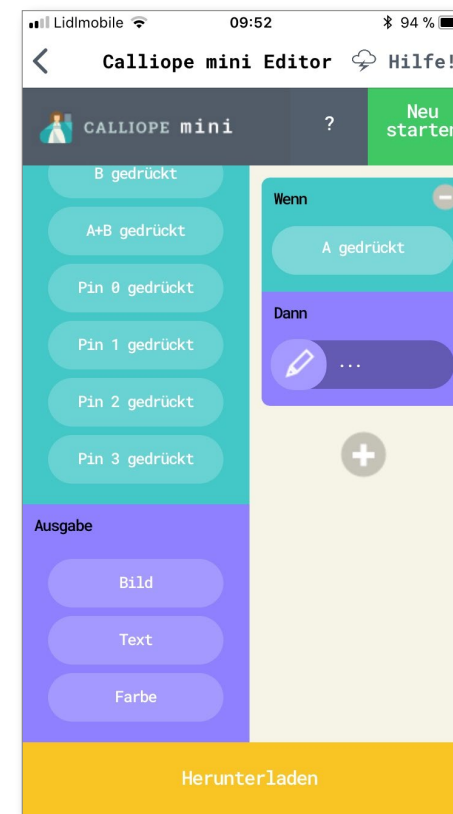 Lidlmobile 09:52 94 %
Calliope mini Editor Hilfe!
CALLIOPE mini ? Neu
starten
B gedrückt
A+B gedrückt
Pin 0 gedrückt
Pin 1 gedrückt
Pin 2 gedrückt
Pin 3 gedrückt
Ausgabe
Bild
Text
Farbe
Wenn
A gedrückt
Dann
...
Herunterladen